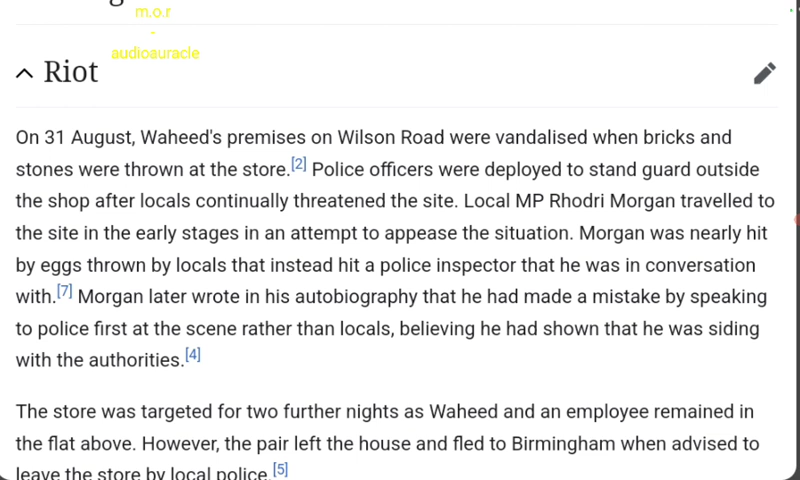 m.o.r
-
audioauracle
Riot
On 31 August, Waheed's premises on Wilson Road were vandalised when bricks and
stones were thrown at the store.[2] Police officers were deployed to stand guard outside
the shop after locals continually threatened the site. Local MP Rhodri Morgan travelled to
the site in the early stages in an attempt to appease the situation. Morgan was nearly hit
by eggs thrown by locals that instead hit a police inspector that he was in conversation
with.[7] Morgan later wrote in his autobiography that he had made a mistake by speaking
to police first at the scene rather than locals, believing he had shown that he was siding
with the authorities.[4]
The store was targeted for two further nights as Waheed and an employee remained in
the flat above. However, the pair left the house and fled to Birmingham when advised to
leave the store by local police.[5]